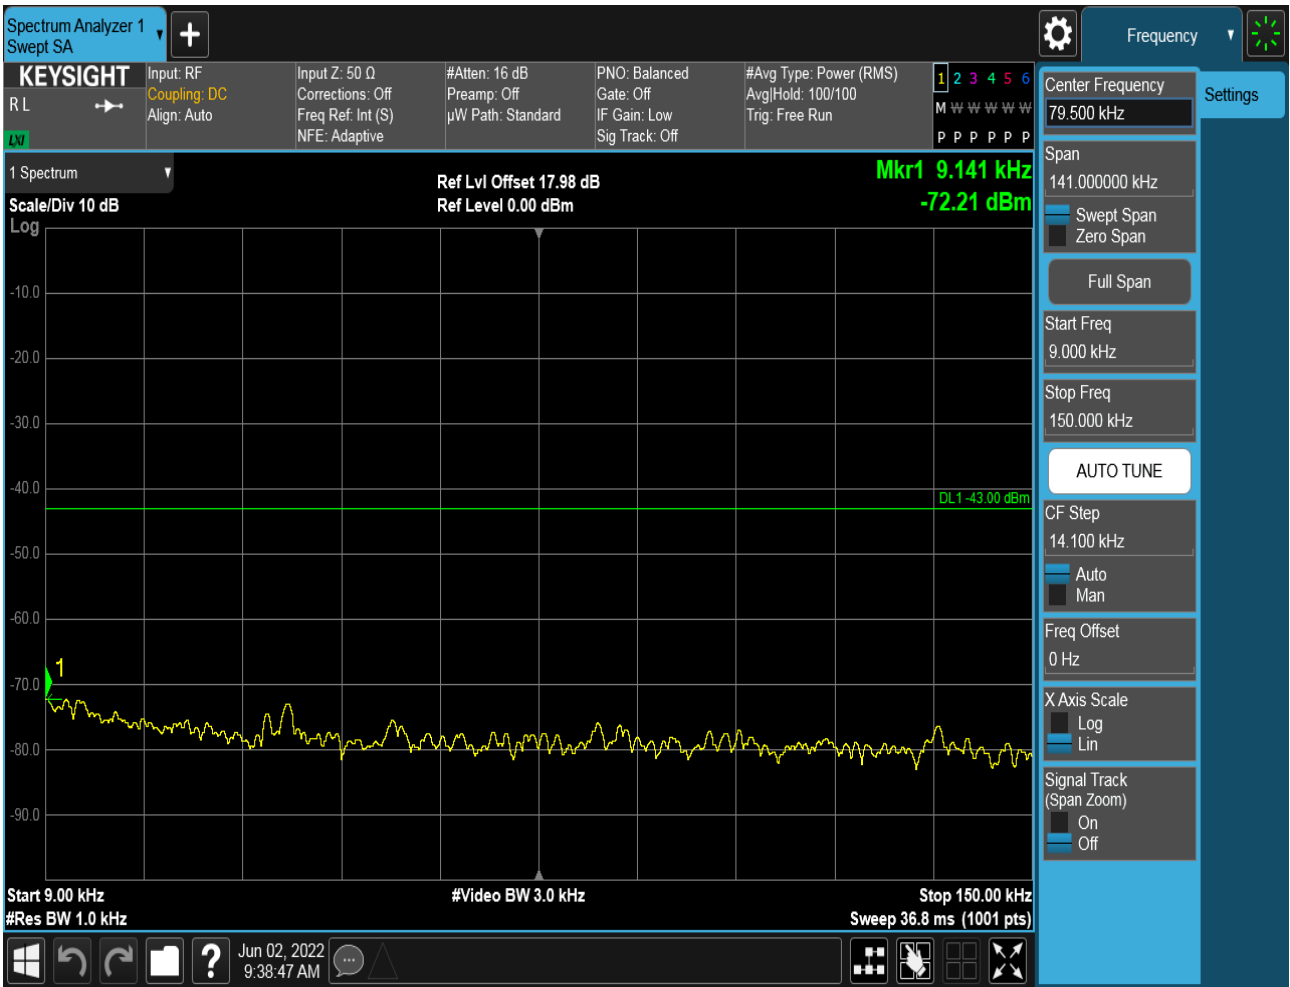 Spectrum Analyzer 1
Swept SA
Frequency
KEYSIGHT
R L
LXI
Input: RF
Coupling: DC
Align: Auto
Input Z: 50 Ω
Corrections: Off
Freq Ref: Int (S)
NFE: Adaptive
#Atten: 16 dB
Preamp: Off
µW Path: Standard
PNO: Balanced
Gate: Off
IF Gain: Low
Sig Track: Off
#Avg Type: Power (RMS)
Avg|Hold: 100/100
Trig: Free Run
1 2 3 4 5 6
M W W W W W
P P P P P P
1 Spectrum
Scale/Div 10 dB
Log
Ref Lvl Offset 17.98 dB
Ref Level 0.00 dBm
Mkr1 9.141 kHz
-72.21 dBm
-10.0
-20.0
-30.0
-40.0
DL1 -43.00 dBm
-50.0
-60.0
1
-70.0
-80.0
-90.0
Start 9.00 kHz
#Video BW 3.0 kHz
Stop 150.00 kHz
#Res BW 1.0 kHz
Sweep 36.8 ms (1001 pts)
Jun 02, 2022
9:38:47 AM
Center Frequency
79.500 kHz
Settings
Span
141.000000 kHz
Swept Span
Zero Span
Full Span
Start Freq
9.000 kHz
Stop Freq
150.000 kHz
AUTO TUNE
CF Step
14.100 kHz
Auto
Man
Freq Offset
0 Hz
X Axis Scale
Log
Lin
Signal Track
(Span Zoom)
On
Off